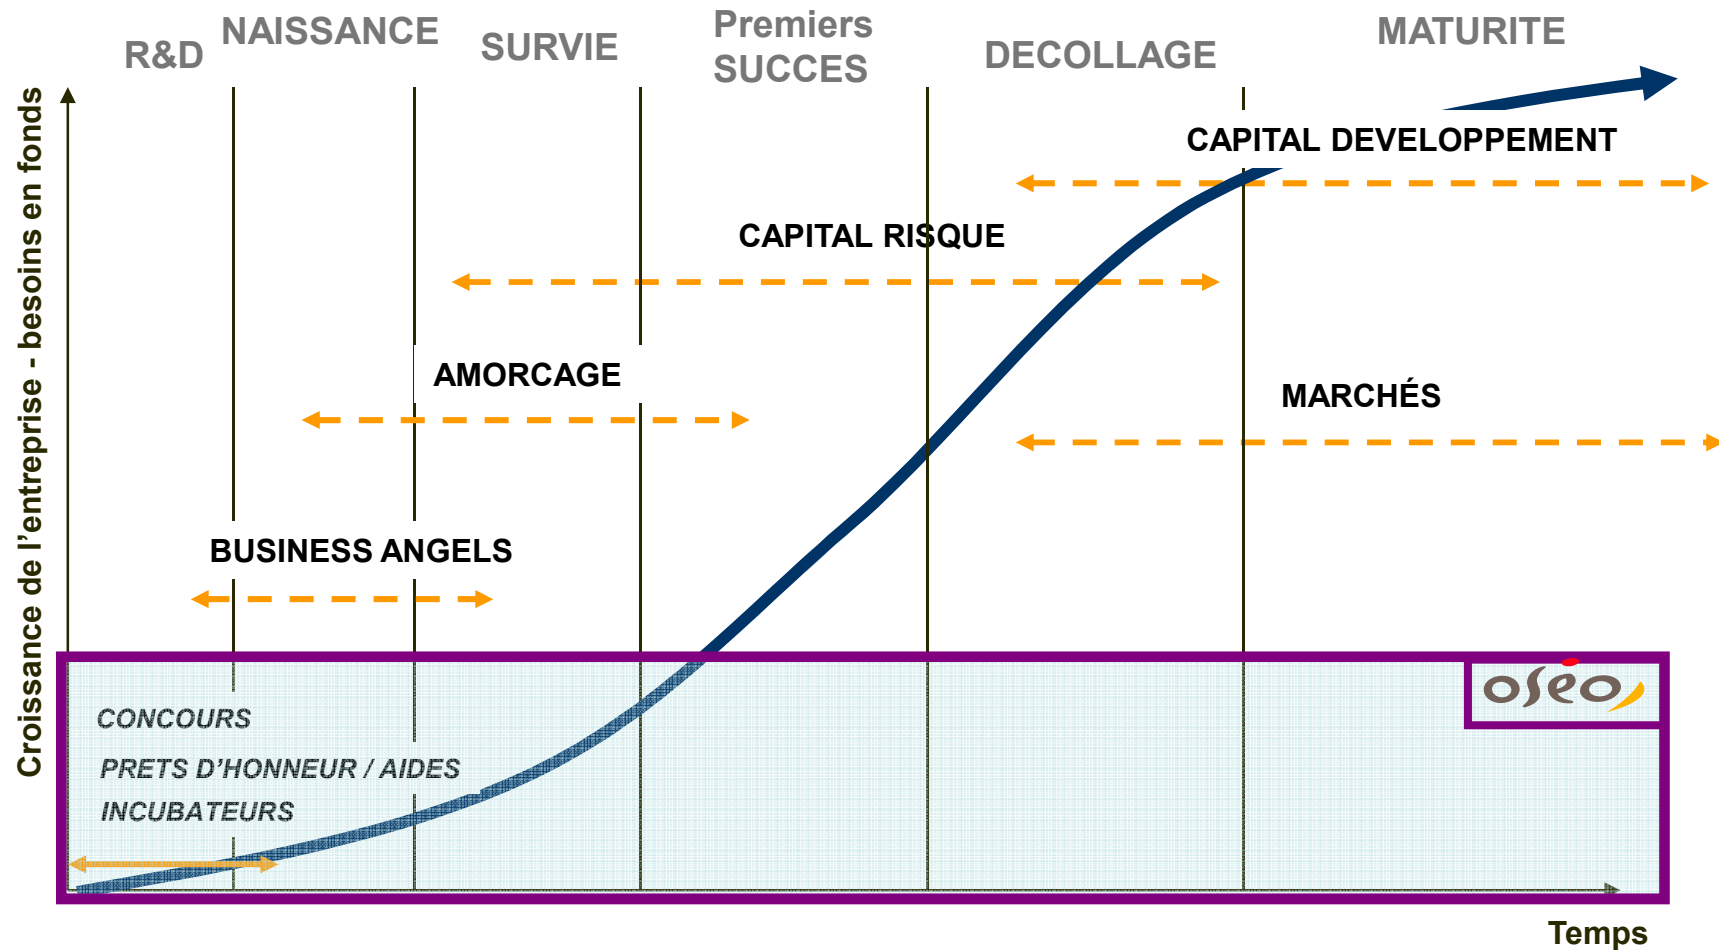 R&D
NAISSANCE
SURVIE
Premiers
SUCCES
DECOLLAGE
MATURITE
Croissance de l'entreprise - besoins en fonds
CAPITAL DEVELOPPEMENT
CAPITAL RISQUE
AMORCAGE
MARCHÉS
BUSINESS ANGELS
oséo
CONCOURS
PRETS D'HONNEUR / AIDES
INCUBATEURS
Temps